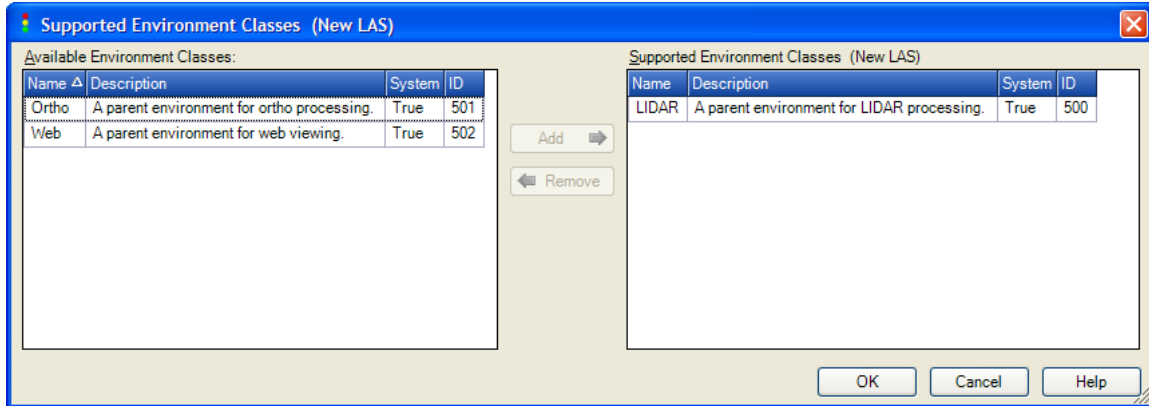 Supported Environment Classes (New LAS)
Available Environment Classes:
Name Description System ID
Ortho A parent environment for ortho processing. True 501
Web A parent environment for web viewing. True 502
Add
Remove
Supported Environment Classes (New LAS)
Name Description System ID
LIDAR A parent environment for LIDAR processing. True 500
OK Cancel Help